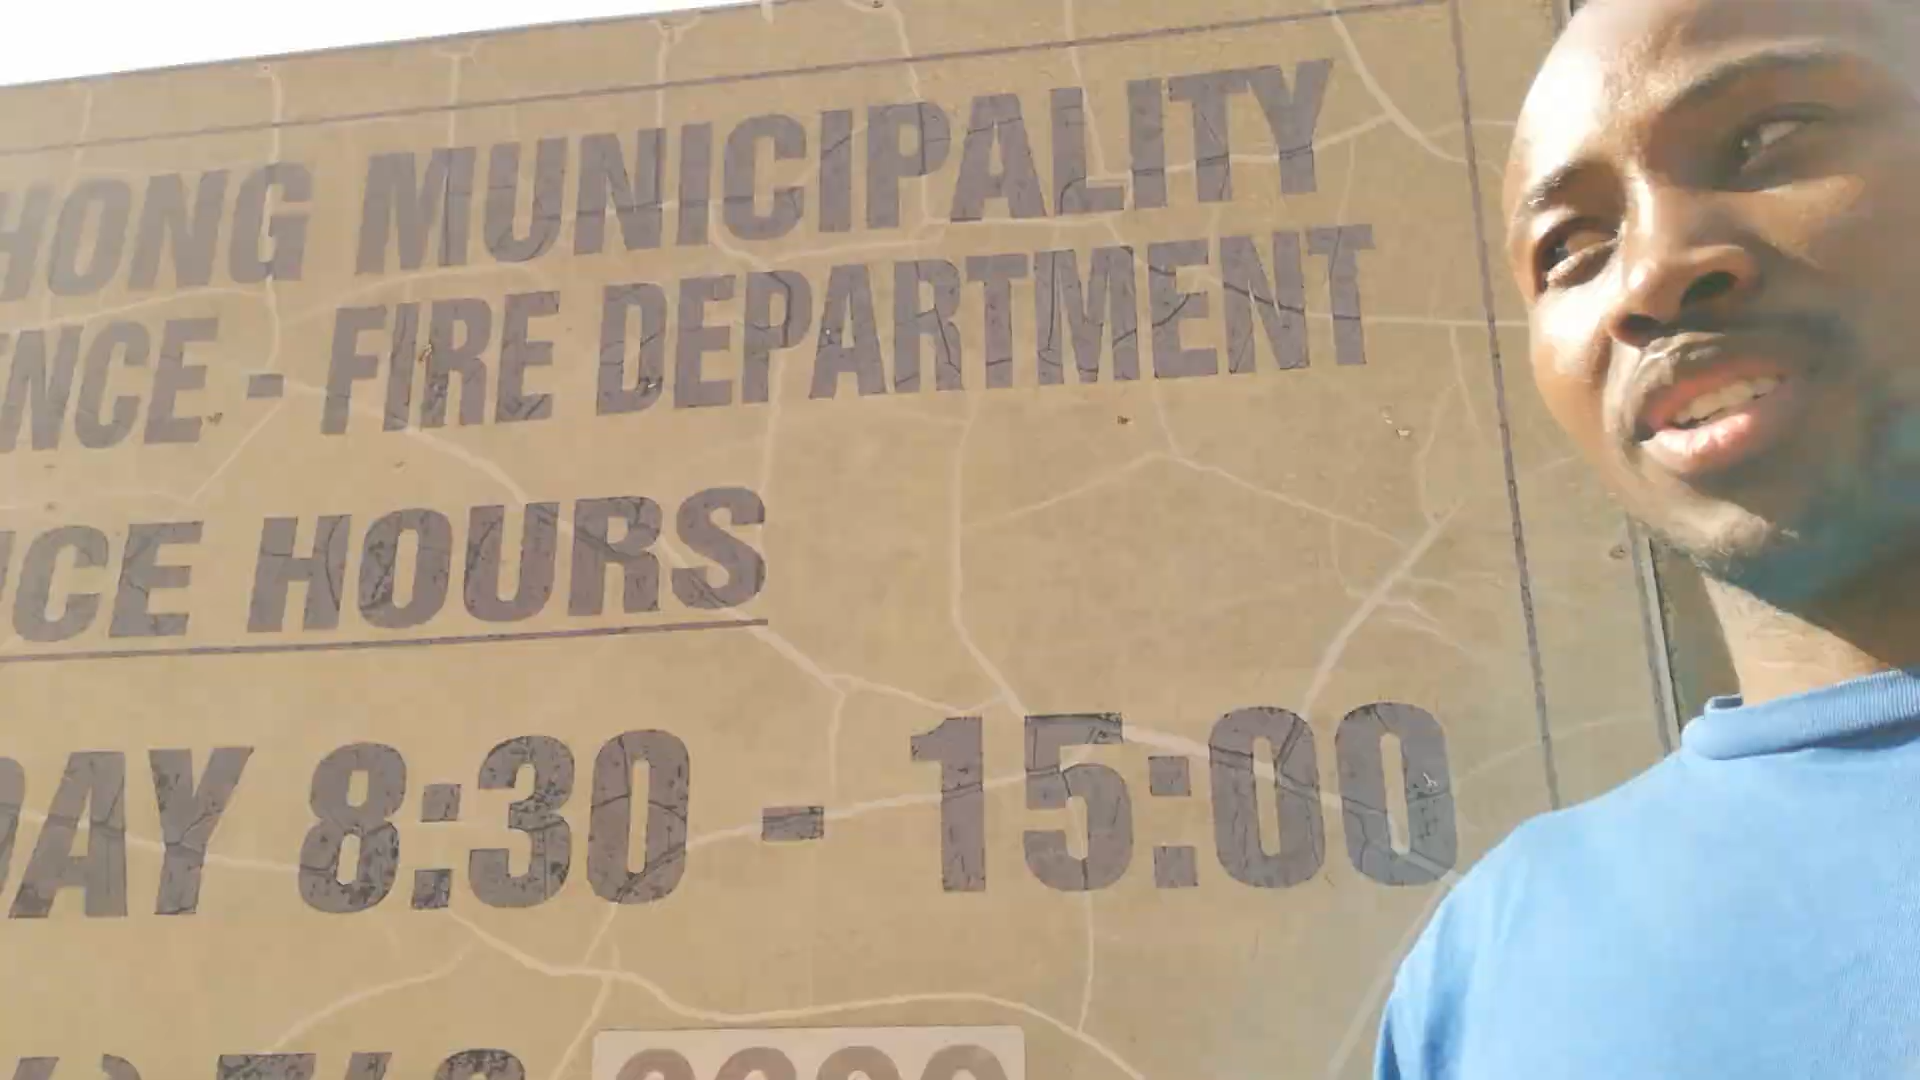 HONG MUNICIPALITY
NCE - FIRE DEPARTMENT
ICE HOURS
DAY 8:30 - 15:00